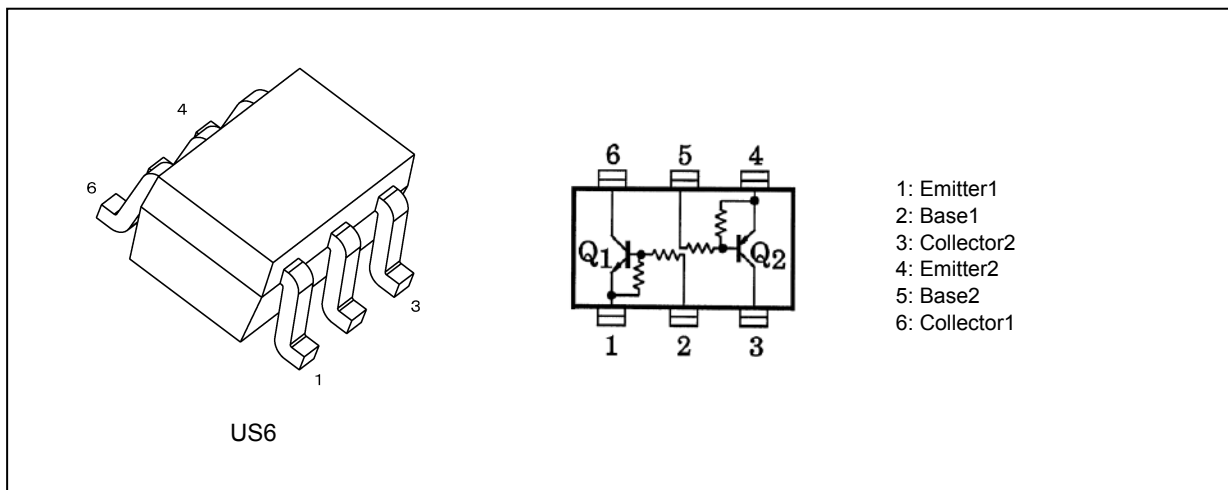 4
6
3
1
US6
6 5 4
Q1 Q2
1 2 3
1: Emitter1
2: Base1
3: Collector2
4: Emitter2
5: Base2
6: Collector1